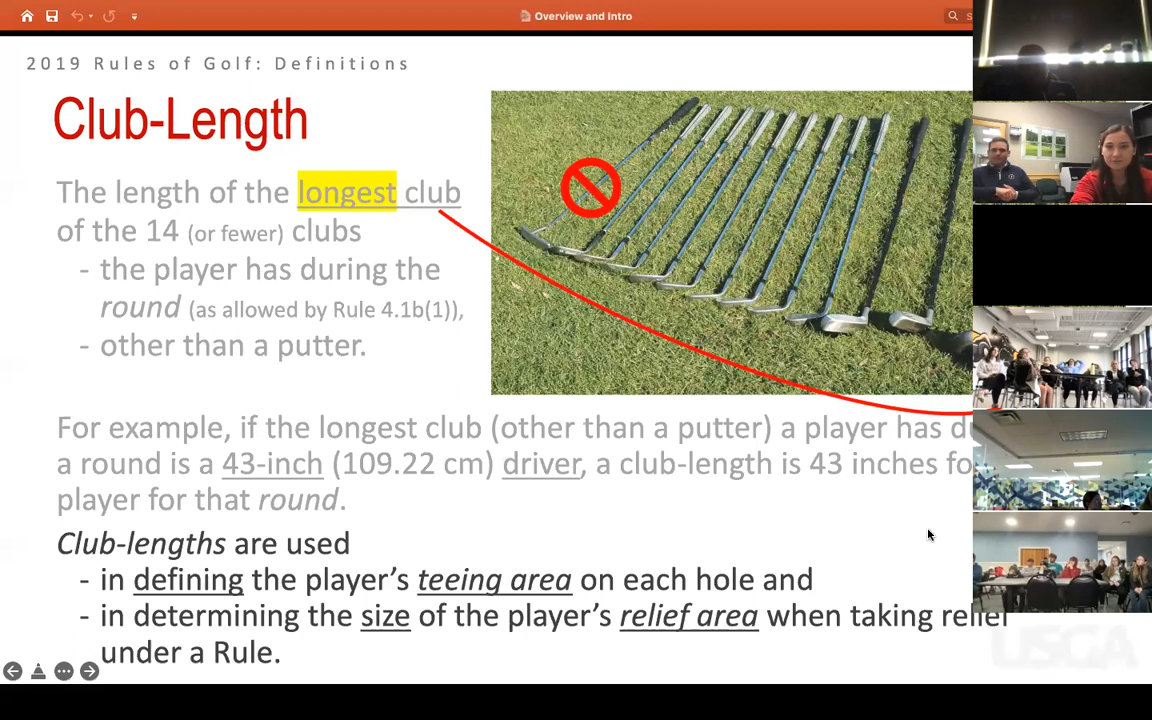 Overview and Intro
S
2019 Rules of Golf: Definitions
Club-Length
The length of the longest club
of the 14 (or fewer) clubs
- the player has during the
round (as allowed by Rule 4.1b(1)),
- other than a putter.
For example, if the longest club (other than a putter) a player has du
a round is a 43-inch (109.22 cm) driver, a club-length is 43 inches fo
player for that round.
Club-lengths are used
- in defining the player's teeing area on each hole and
- in determining the size of the player's relief area when taking relief
under a Rule.
USGA